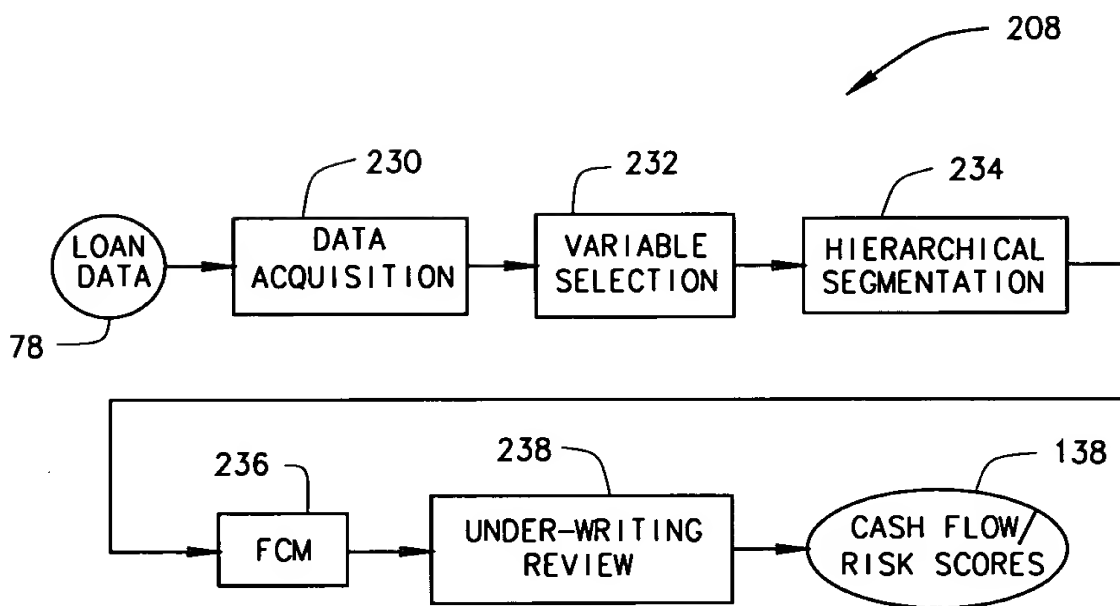 208
230
232
234
LOAN
DATA
DATA
ACQUISITION
VARIABLE
SELECTION
HIERARCHICAL
SEGMENTATION
78
236
238
138
FCM
UNDER-WRITING
REVIEW
CASH FLOW/
RISK SCORES